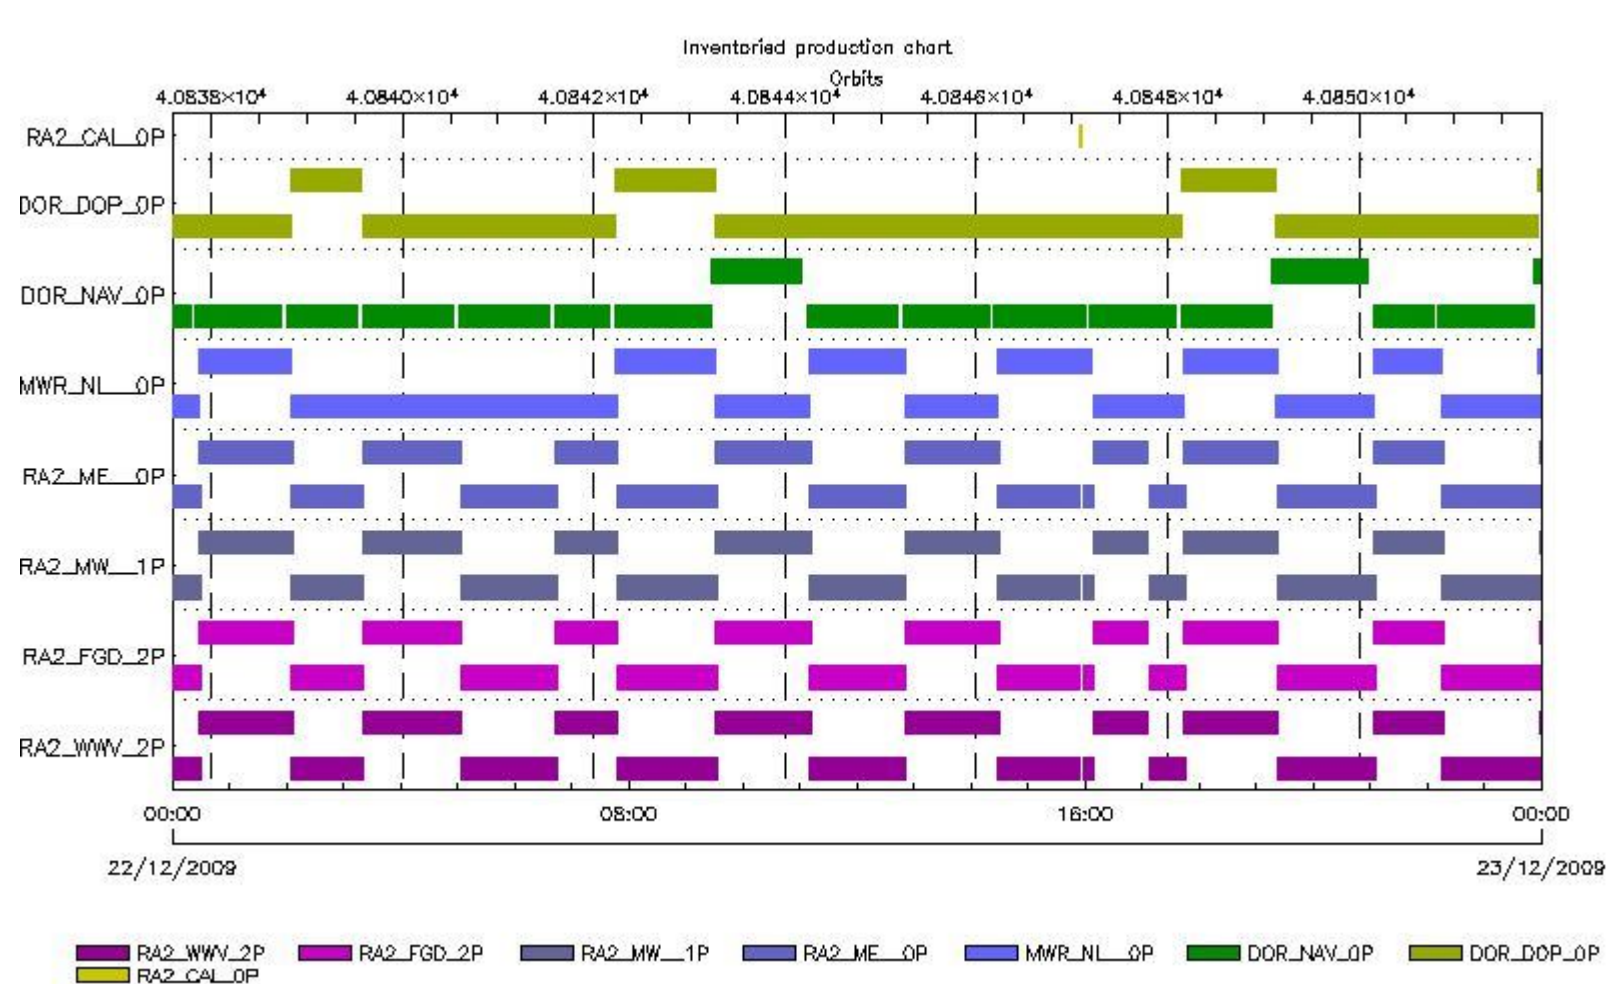 Inventoried production chart
Orbits
4.0838×10⁴ 4.0840×10⁴ 4.0842×10⁴ 4.0844×10⁴ 4.0846×10⁴ 4.0848×10⁴ 4.0850×10⁴
RA2_CAL_0P
DOR_DOP_0P
DOR_NAV_0P
MWR_NL__0P
RA2_ME__0P
RA2_MW__1P
RA2_FGD_2P
RA2_WWV_2P
00:00 08:00 16:00 00:00
22/12/2009 23/12/2009
RA2_WWV_2P RA2_FGD_2P RA2_MW__1P RA2_ME__0P MWR_NL__0P DOR_NAV_0P DOR_DOP_0P
RA2_CAL_0P